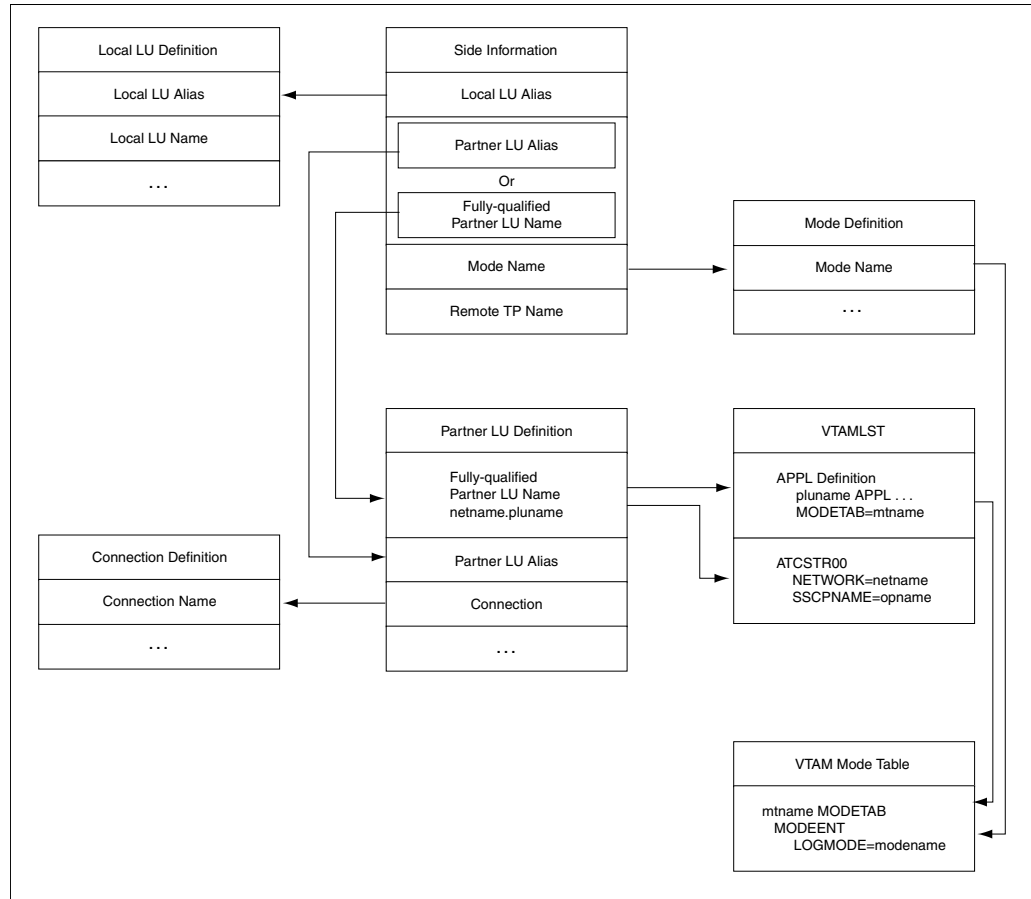 Local LU Definition
Local LU Alias
Local LU Name
...
Side Information
Local LU Alias
Partner LU Alias
Or
Fully-qualified
Partner LU Name
Mode Name
Remote TP Name
Mode Definition
Mode Name
...
Partner LU Definition
Fully-qualified
Partner LU Name
netname.pluname
Partner LU Alias
Connection
...
VTAMLST
APPL Definition
pluname APPL . . .
MODETAB=mtname
ATCSTR00
NETWORK=netname
SSCPNAME=opname
Connection Definition
Connection Name
...
VTAM Mode Table
mtname MODETAB
MODEENT
LOGMODE=modename